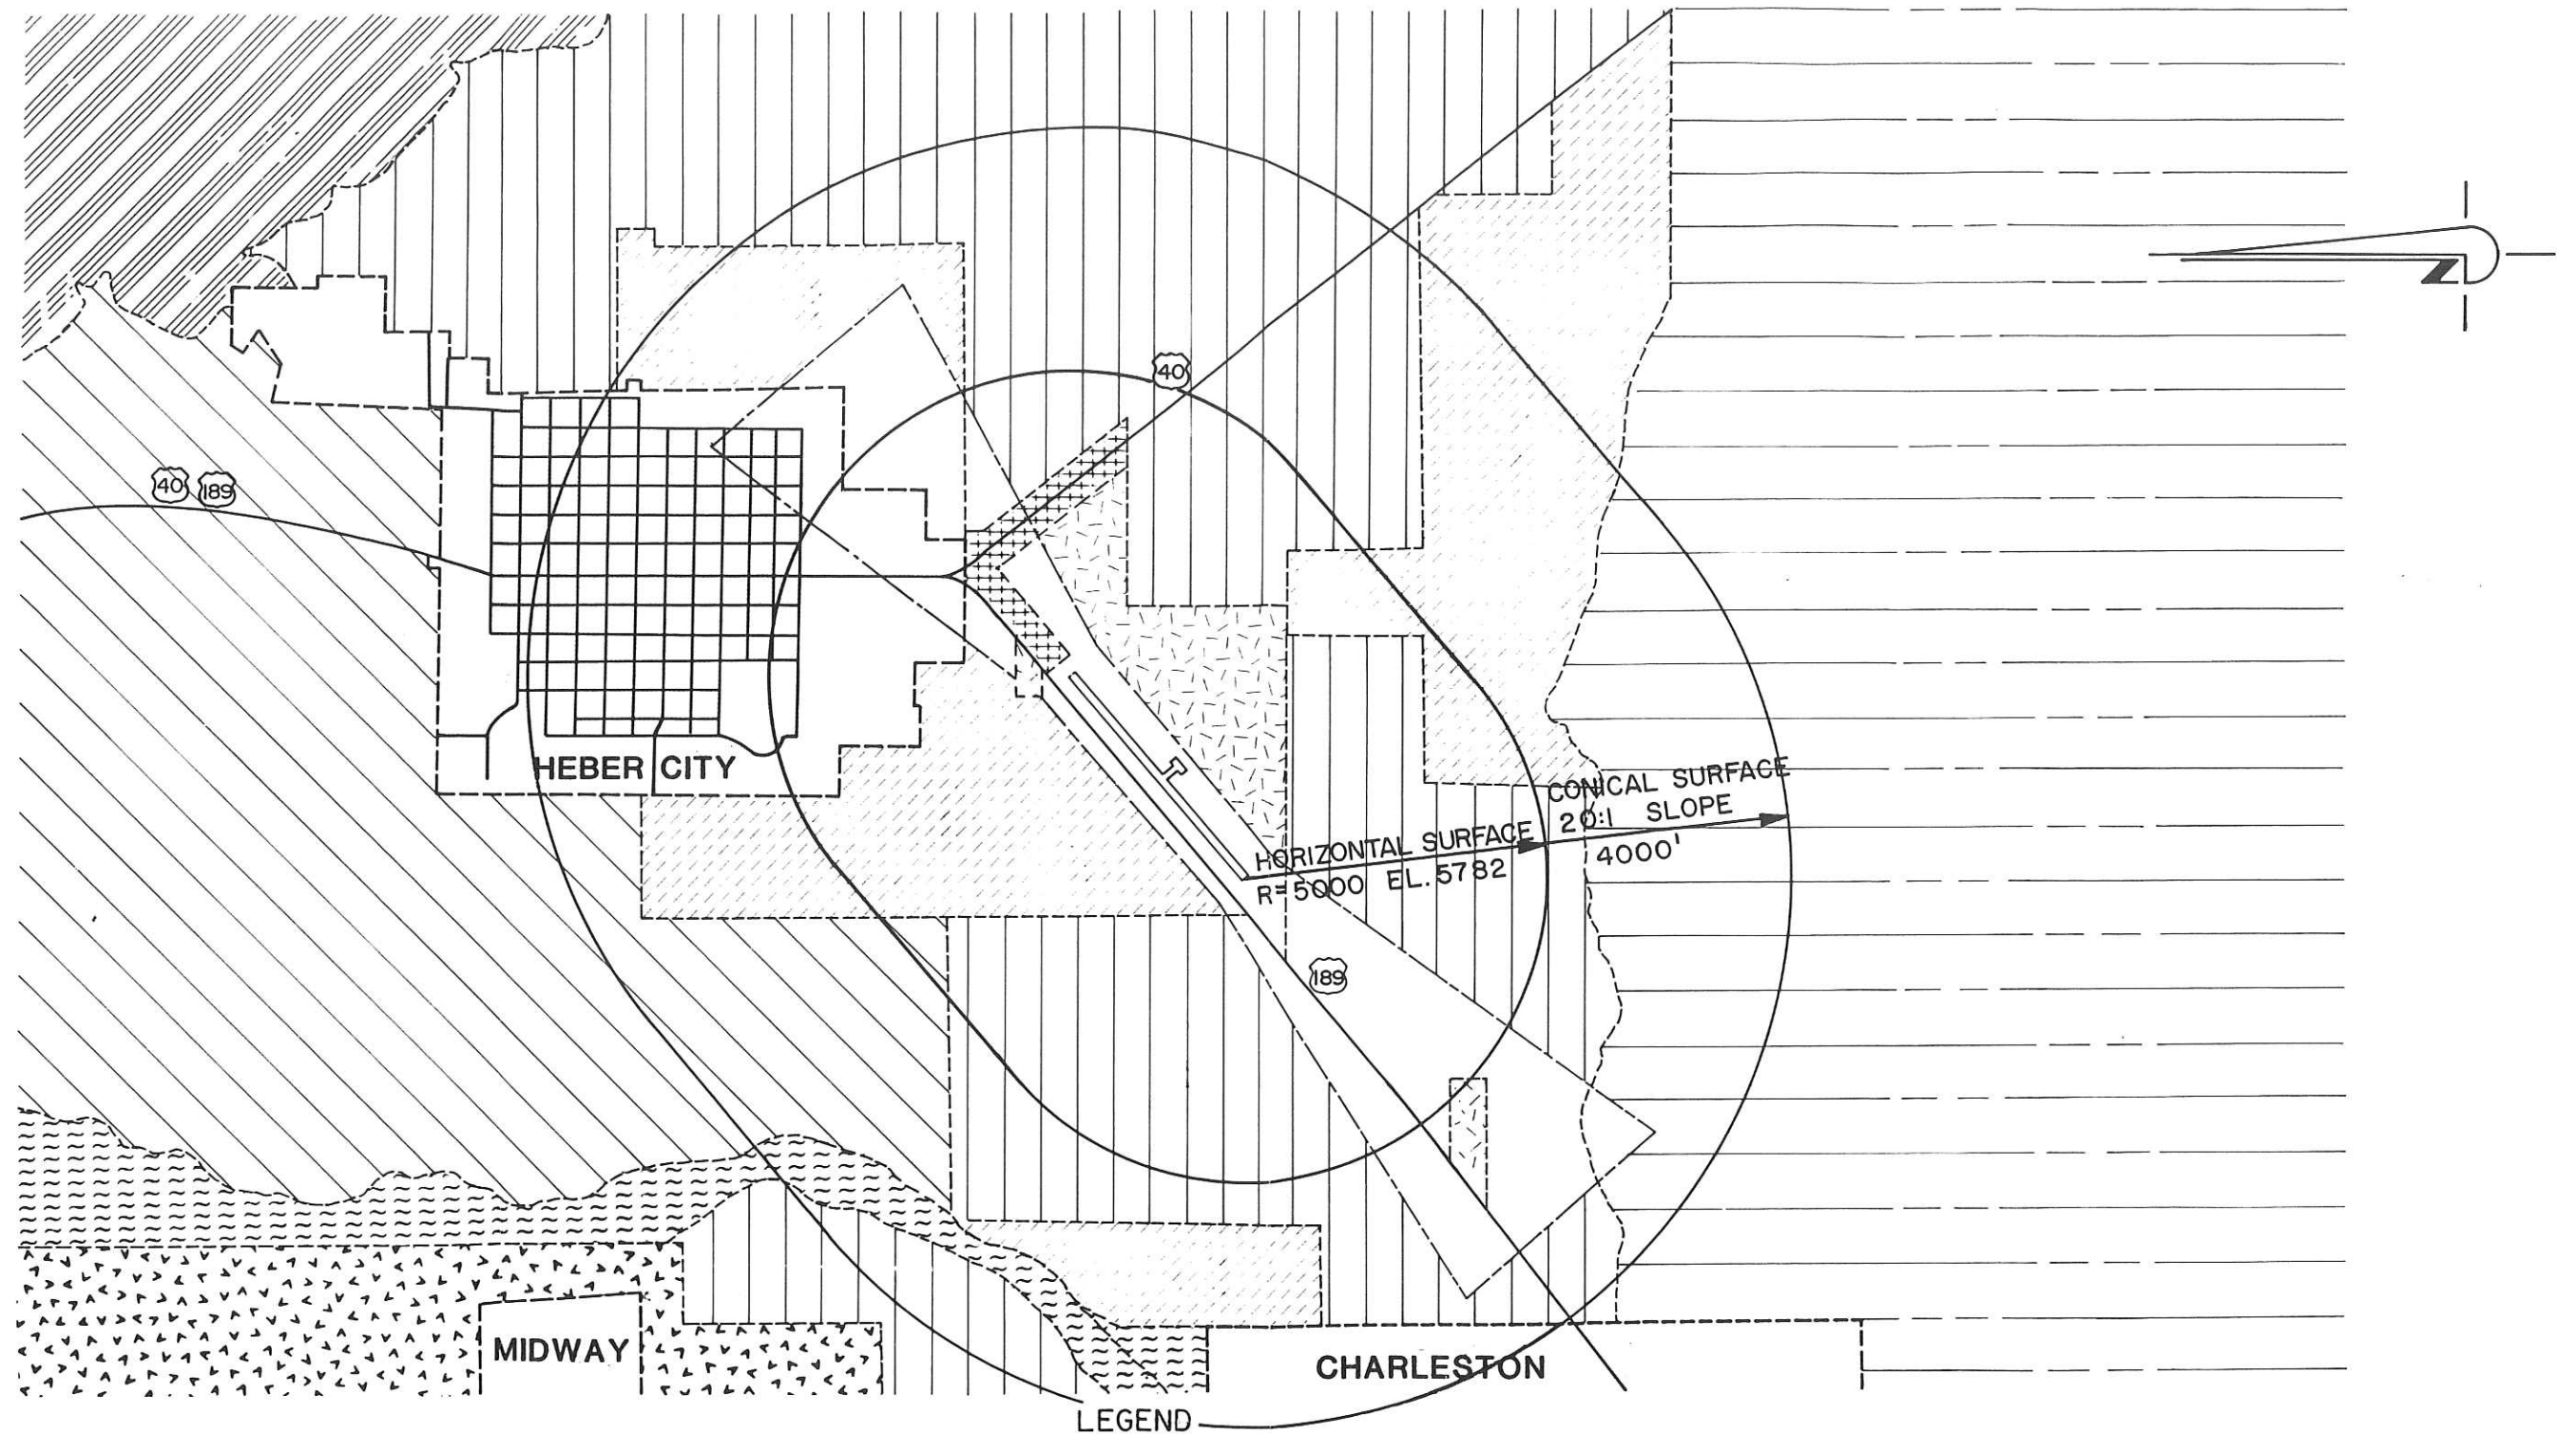 N
40
40 189
HEBER CITY
CONICAL SURFACE
20:1 SLOPE
4000'
HORIZONTAL SURFACE
R=5000 EL. 5782
189
MIDWAY
CHARLESTON
LEGEND